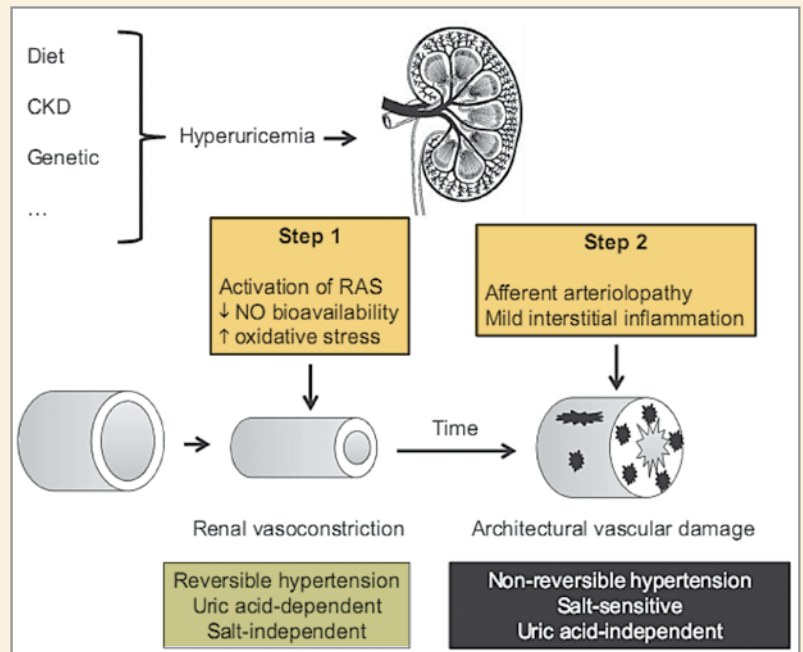 Diet
CKD
Genetic
...
Hyperuricemia
Step 1
Activation of RAS
↓ NO bioavailability
↑ oxidative stress
Step 2
Afferent arteriolopathy
Mild interstitial inflammation
Time
Renal vasoconstriction
Architectural vascular damage
Reversible hypertension
Uric acid-dependent
Salt-independent
Non-reversible hypertension
Salt-sensitive
Uric acid-independent